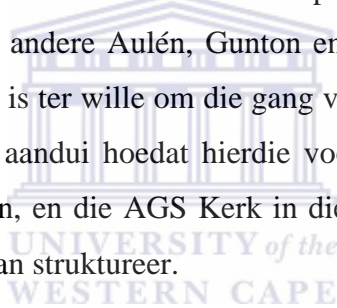 andere Aulén, Gunton en
is ter wille om die gang v
aandui hoedat hierdie vo
n, en die AGS Kerk in die
UNIVERSITY of the
an struktureer.
WESTERN CAPE